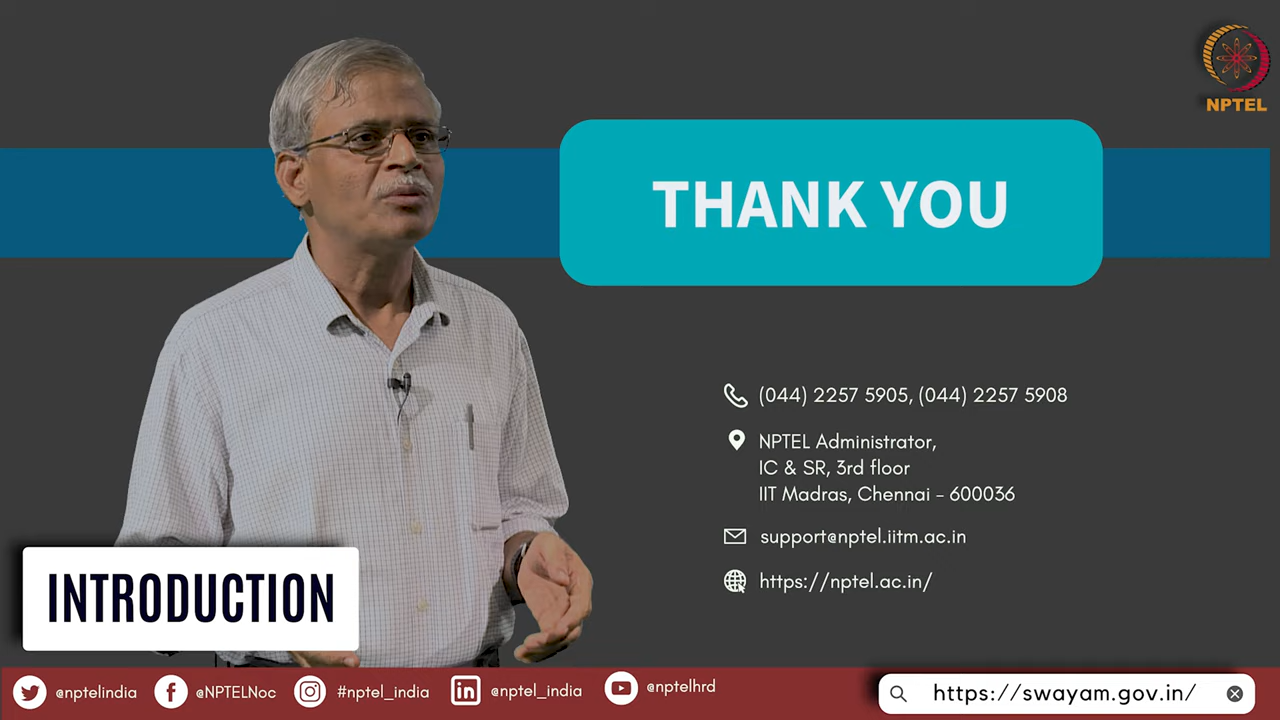 NPTEL
THANK YOU
(044) 2257 5905, (044) 2257 5908
NPTEL Administrator,
IC & SR, 3rd floor
IIT Madras, Chennai - 600036
support@nptel.iitm.ac.in
https://nptel.ac.in/
INTRODUCTION
@nptelindia
@NPTELNoc
#nptel_india
@nptel_india
@nptelhrd
https://swayam.gov.in/